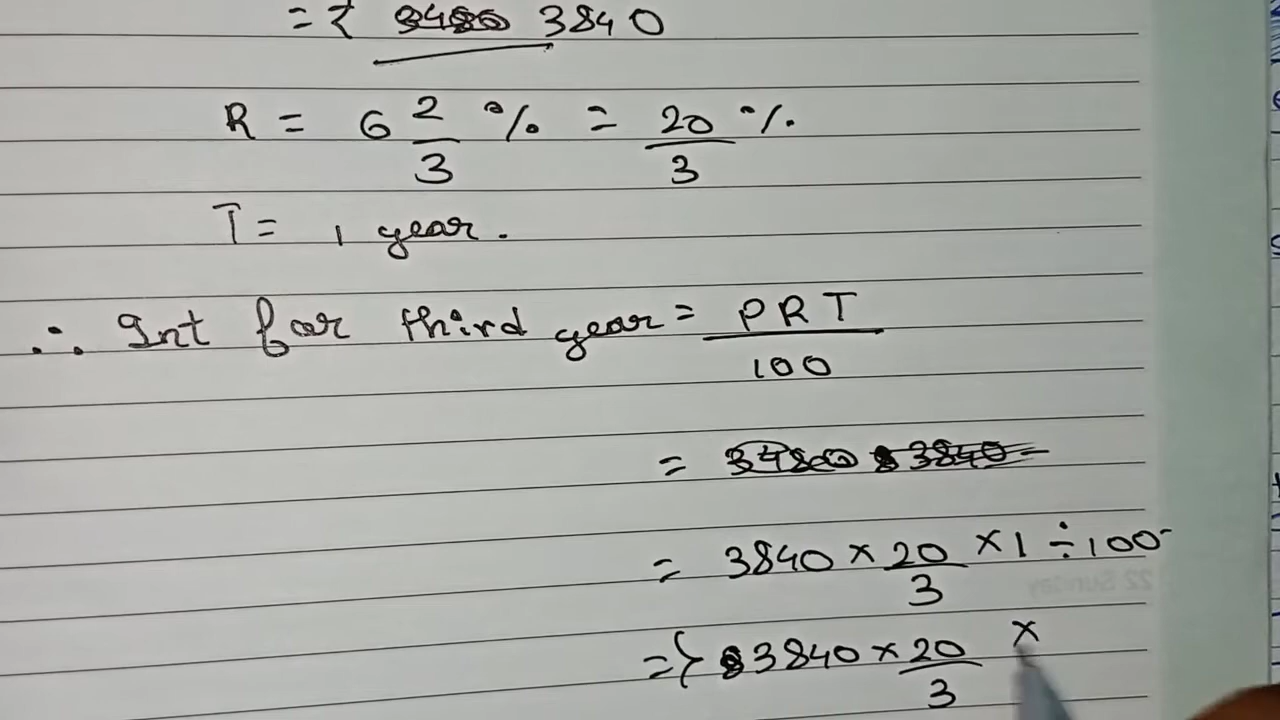 = ₹ 3840
R = 6 2/3 % = 20/3 %
T = 1 year.
∴ Int for third year = PRT/100
= 3840
= 3840 × 20/3 × 1 ÷ 100
=> 3840 × 20/3 ×